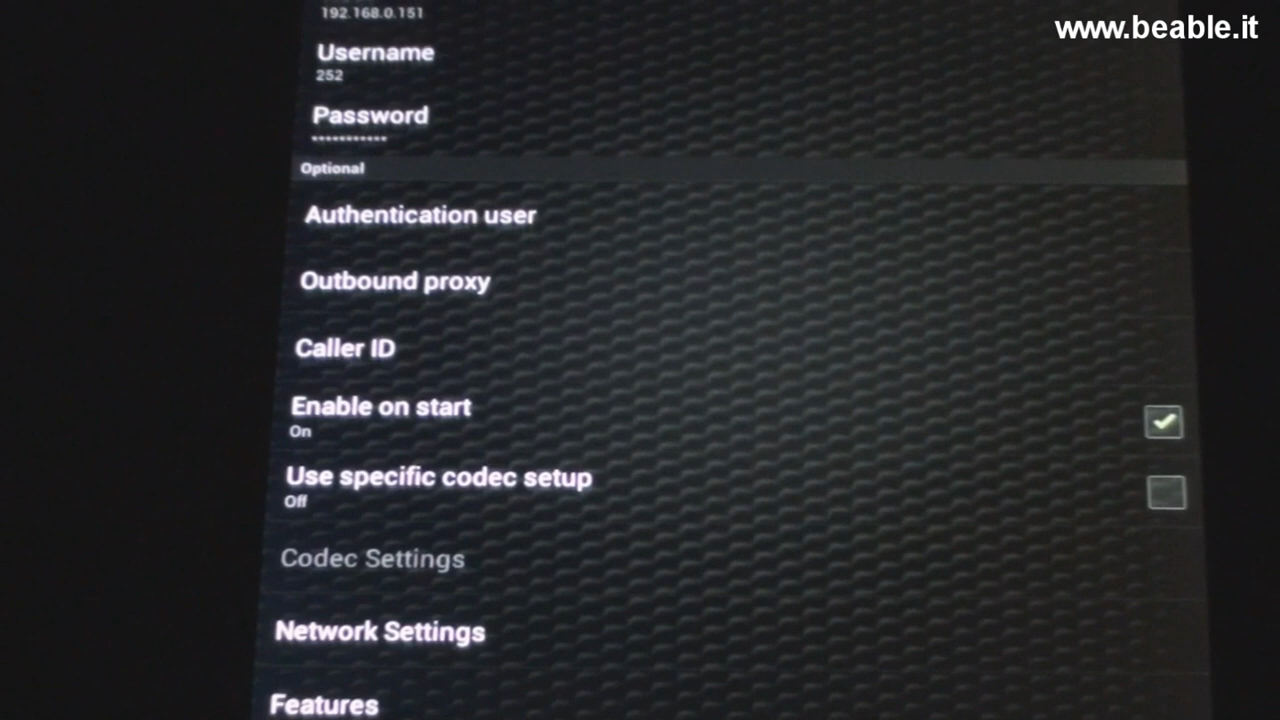 www.beable.it
192.168.0.151
Username
252
Password
***********
Optional
Authentication user
Outbound proxy
Caller ID
Enable on start
On
Use specific codec setup
Off
Codec Settings
Network Settings
Features